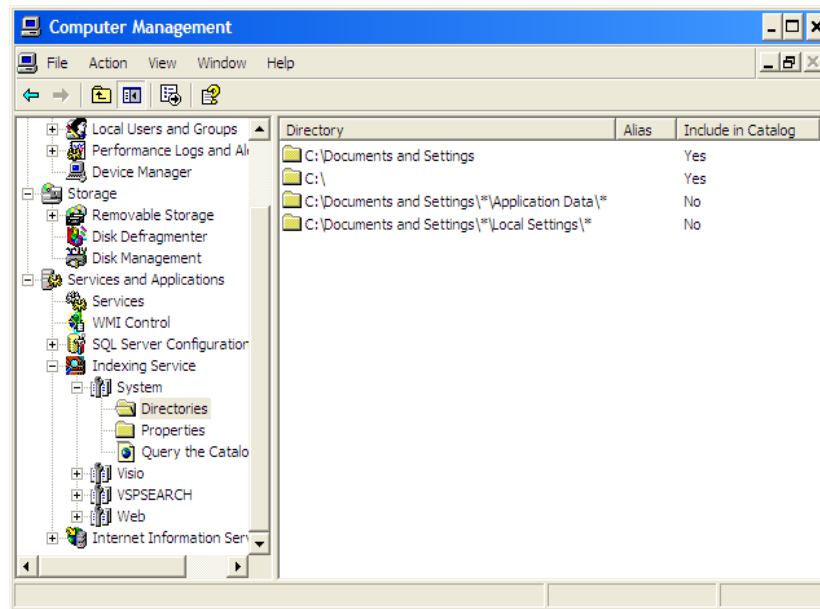 Computer Management
File Action View Window Help
Local Users and Groups
Performance Logs and Al
Device Manager
Storage
Removable Storage
Disk Defragmenter
Disk Management
Services and Applications
Services
WMI Control
SQL Server Configuration
Indexing Service
System
Directories
Properties
Query the Catalo
Visio
VSPSEARCH
Web
Internet Information Serv
Directory Alias Include in Catalog
C:\Documents and Settings Yes
C:\ Yes
C:\Documents and Settings\*\Application Data\* No
C:\Documents and Settings\*\Local Settings\* No